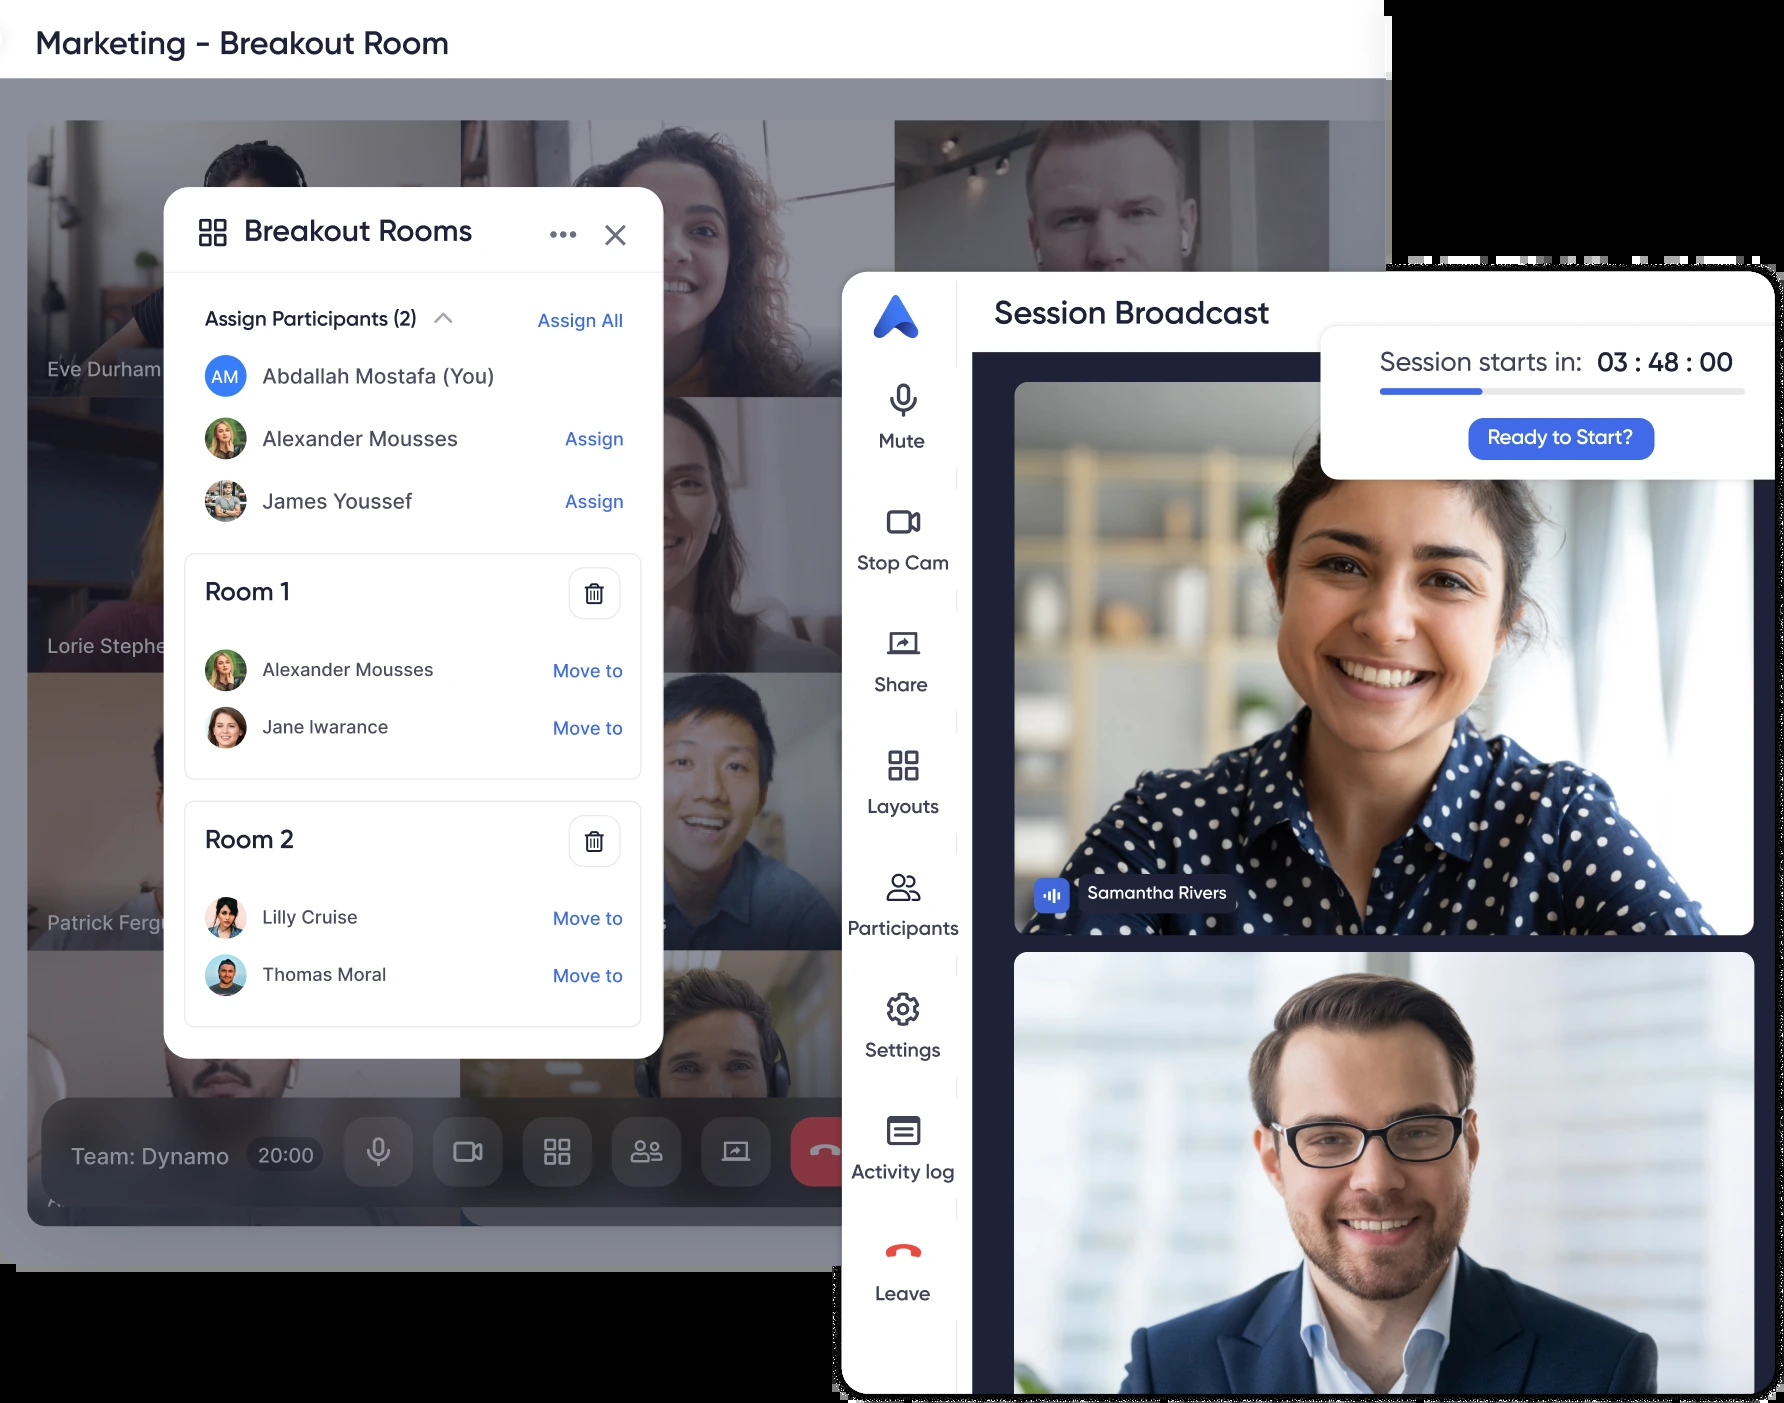 Marketing - Breakout Room
Eve Durham
Lorie Stephe
Patrick Ferg
Breakout Rooms
Assign Participants (2)
Assign All
AM
Abdallah Mostafa (You)
Alexander Mousses
Assign
James Youssef
Assign
Room 1
Alexander Mousses
Move to
Jane Iwarance
Move to
Room 2
Lilly Cruise
Move to
Thomas Moral
Move to
Team: Dynamo
20:00
Session Broadcast
Session starts in: 03 : 48 : 00
Ready to Start?
Mute
Stop Cam
Share
Layouts
Participants
Settings
Activity log
Leave
Samantha Rivers